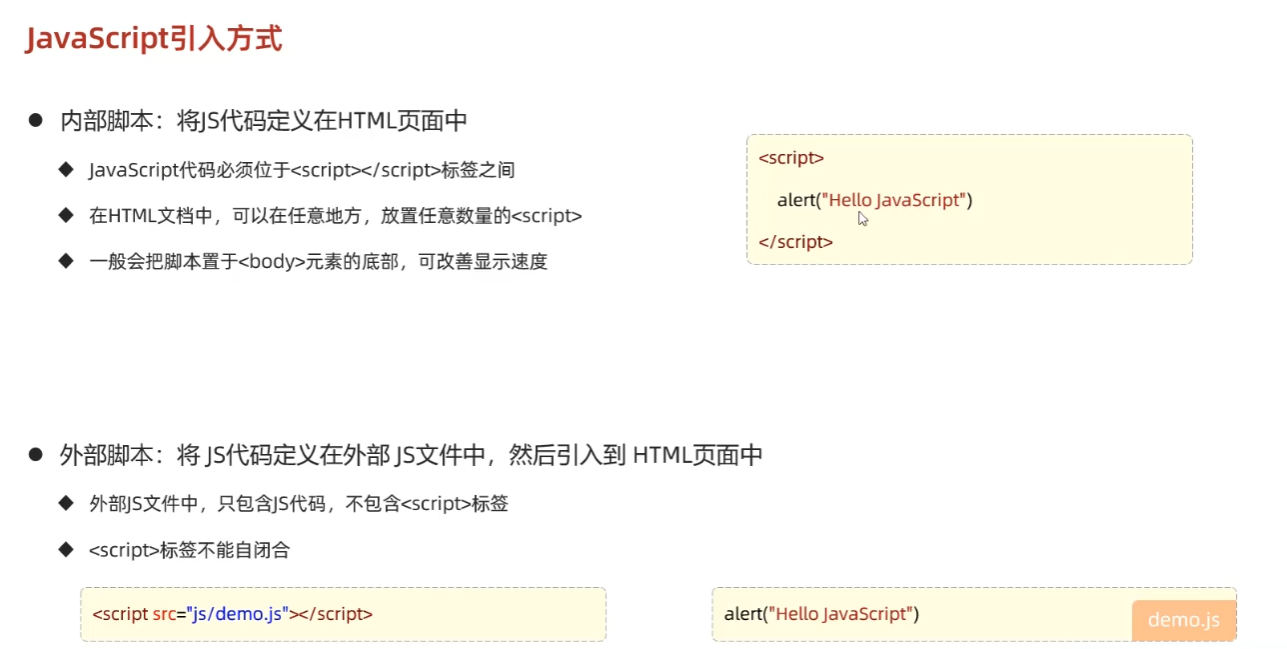 JavaScript引入方式
内部脚本：将JS代码定义在HTML页面中
JavaScript代码必须位于<script></script>标签之间
在HTML文档中，可以在任意地方，放置任意数量的<script>
一般会把脚本置于<body>元素的底部，可改善显示速度
<script>
alert("Hello JavaScript")
</script>
外部脚本：将 JS代码定义在外部 JS文件中，然后引入到 HTML页面中
外部JS文件中，只包含JS代码，不包含<script>标签
<script>标签不能自闭合
<script src="js/demo.js"></script>
alert("Hello JavaScript")
demo.js